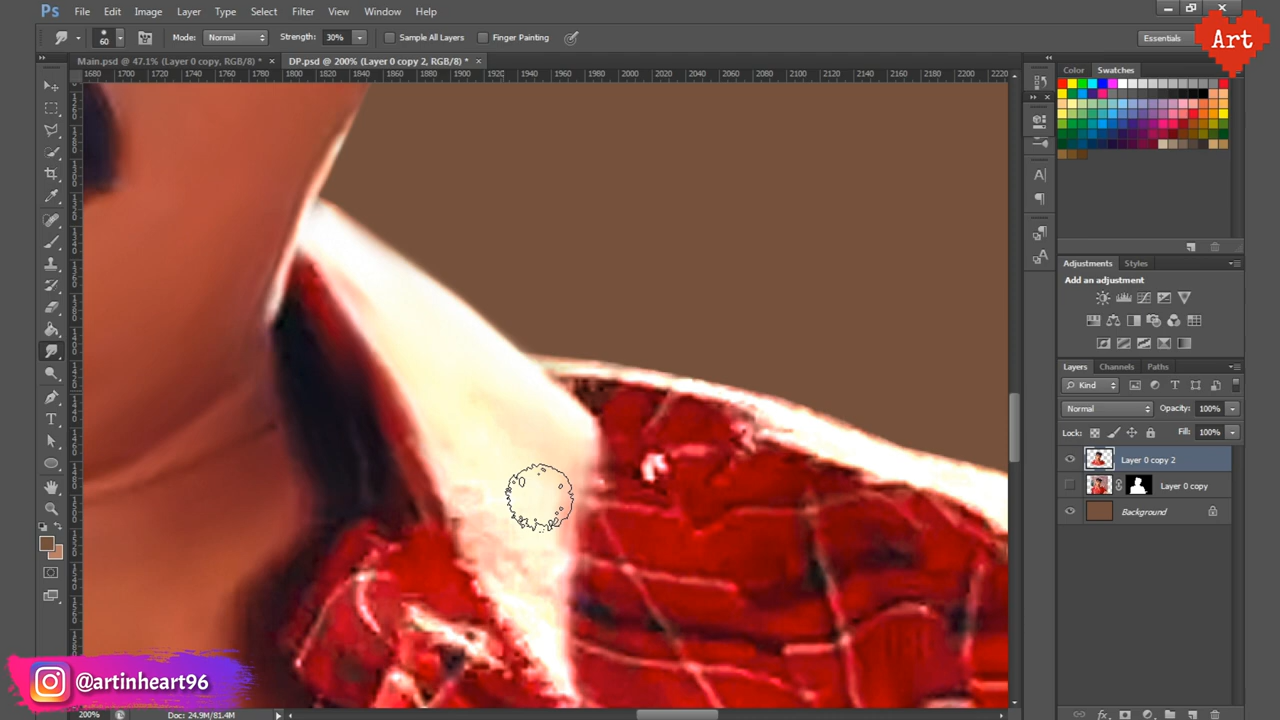 Ps File Edit Image Layer Type Select Filter View Window Help
60 Mode: Normal Strength: 30% Sample All Layers Finger Painting Essentials
Art
Main.psd @ 47.1% (Layer 0 copy, RGB/8) * × DP.psd @ 200% (Layer 0 copy 2, RGB/8) * ×
1680 1700 1720 1740 1760 1780 1800 1820 1840 1860 1880 1900 1920 1940 1960 1980 2000 2020 2040 2060 2080 2100 2120 2140 2160 2180 2200 2220
Color Swatches
Adjustments Styles
Add an adjustment
Layers Channels Paths
Kind
Normal Opacity: 100%
Lock: Fill: 100%
Layer 0 copy 2
Layer 0 copy
Background
@artinheart96
200% Doc: 24.9M/81.4M